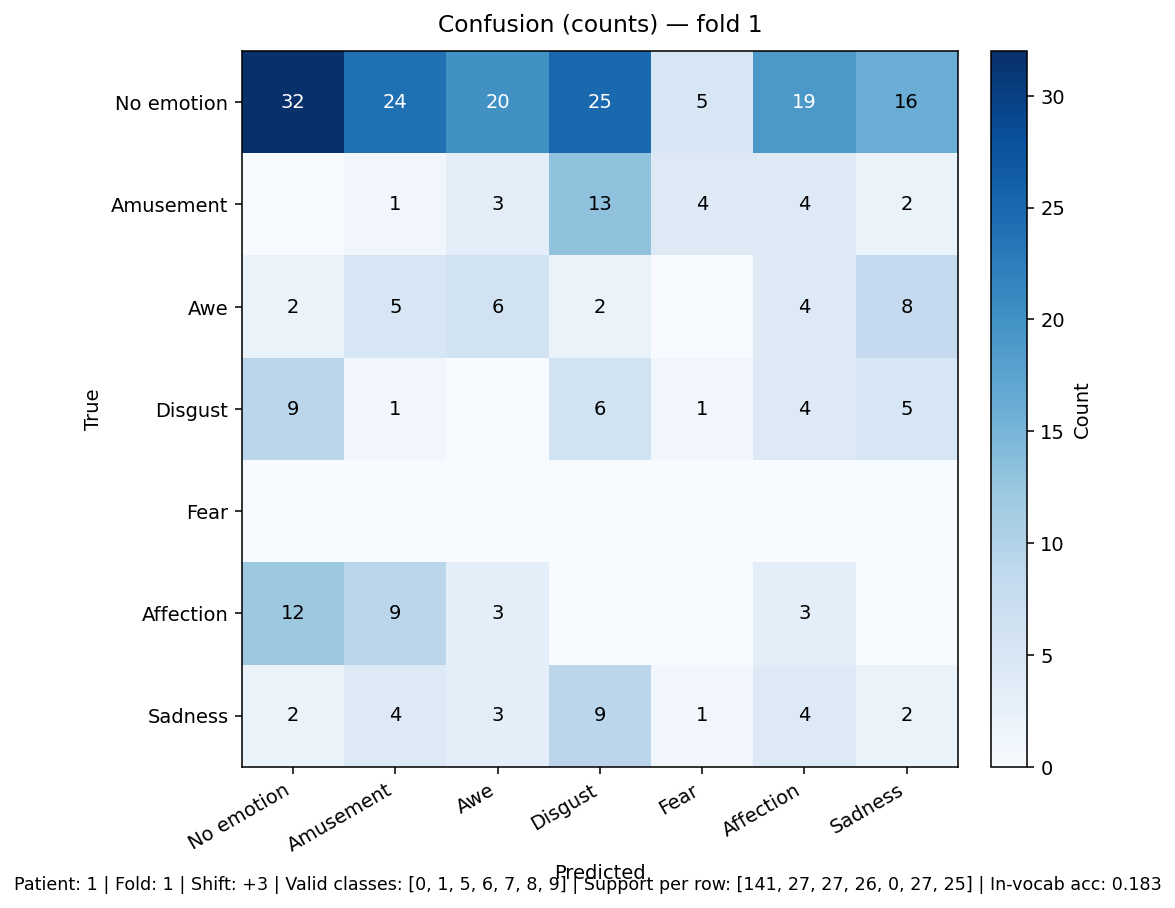 Confusion (counts) — fold 1
No emotion 32 24 20 25 5 19 16
Amusement 1 3 13 4 4 2
Awe 2 5 6 2 4 8
Disgust 9 1 6 1 4 5
Fear
Affection 12 9 3 3
Sadness 2 4 3 9 1 4 2
True
No emotion Amusement Awe Disgust Fear Affection Sadness
Predicted
30
25
20
15
10
5
0
Count
Patient: 1 | Fold: 1 | Shift: +3 | Valid classes: [0, 1, 5, 6, 7, 8, 9] | Support per row: [141, 27, 27, 26, 0, 27, 25] | In-vocab acc: 0.183